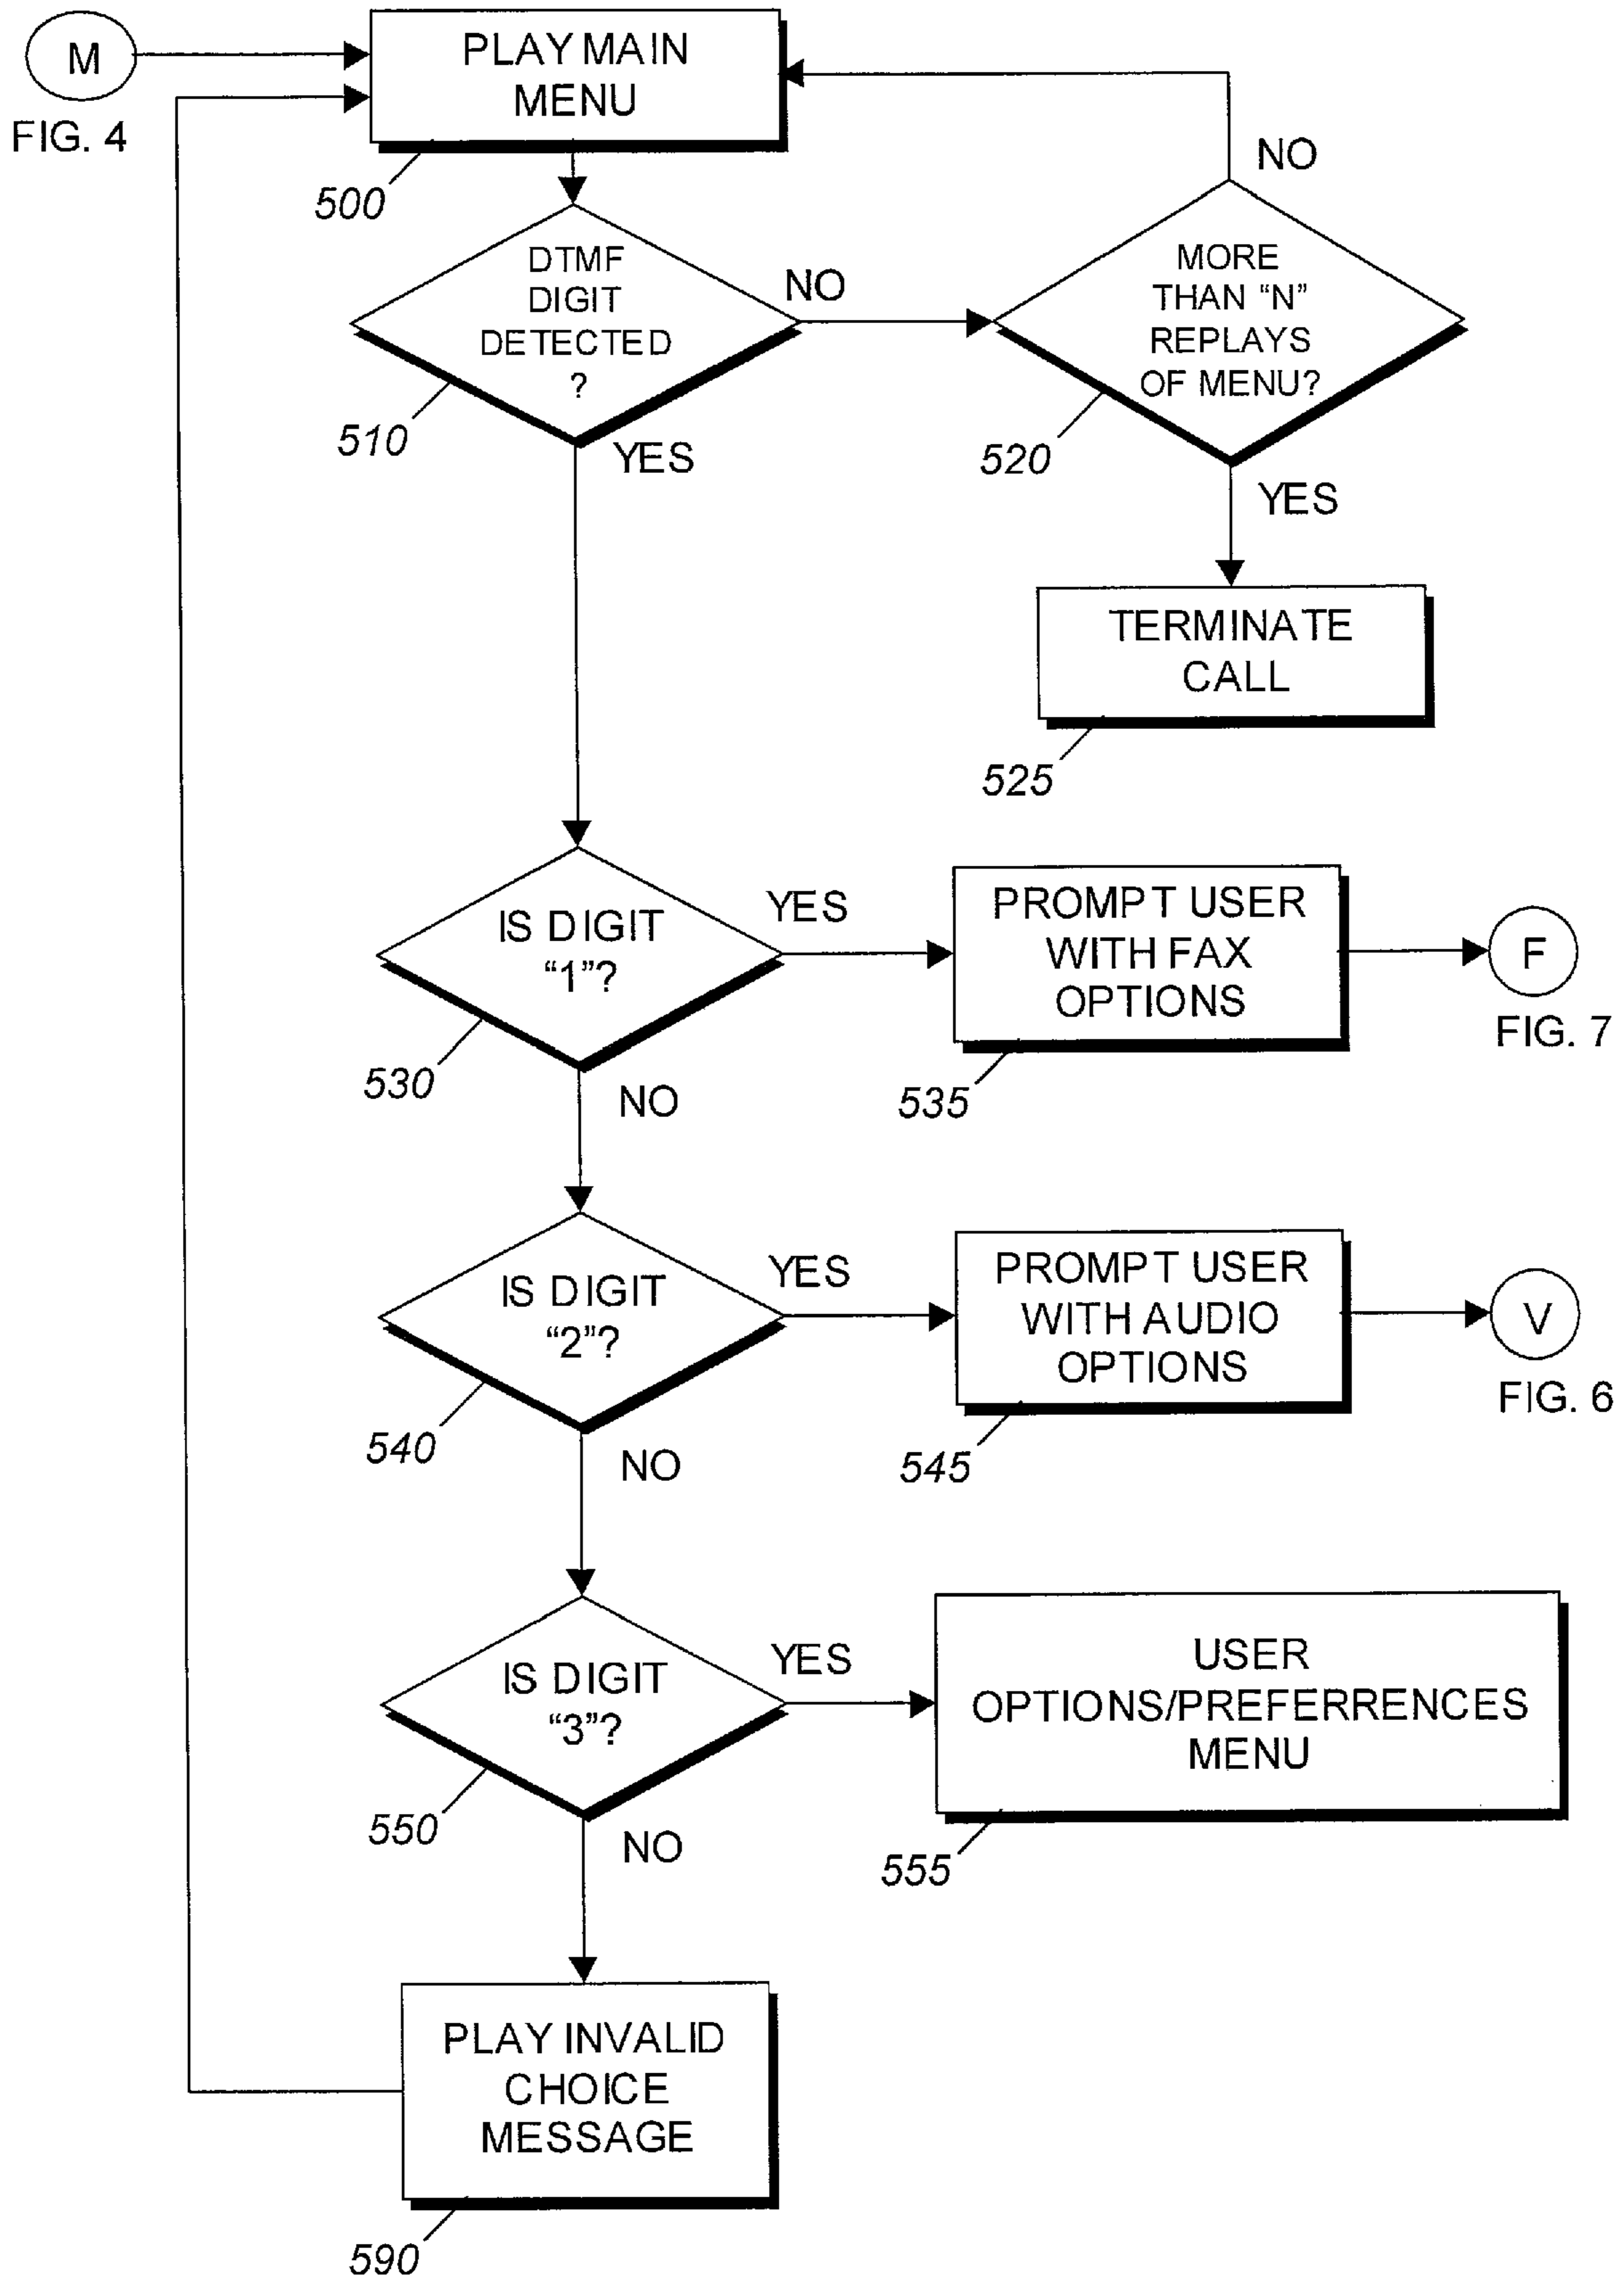 M
FIG. 4
PLAY MAIN
MENU
500
NO
DTMF
DIGIT
DETECTED
?
510
NO
YES
MORE
THAN “N”
REPLAYS
OF MENU?
520
YES
TERMINATE
CALL
525
IS DIGIT
“1”?
530
YES
NO
PROMPT USER
WITH FAX
OPTIONS
535
F
FIG. 7
IS DIGIT
“2”?
540
YES
NO
PROMPT USER
WITH AUDIO
OPTIONS
545
V
FIG. 6
IS DIGIT
“3”?
550
YES
NO
USER
OPTIONS/PREFERRENCES
MENU
555
PLAY INVALID
CHOICE
MESSAGE
590